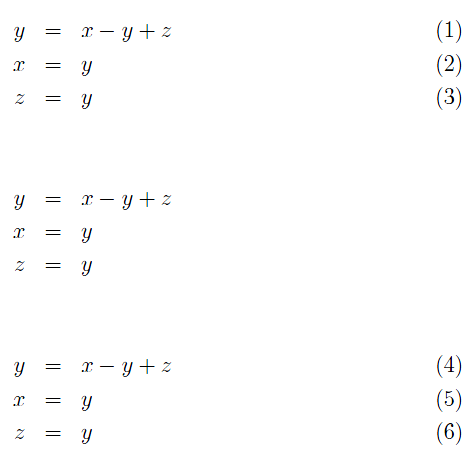 y = x − y + z (1)
x = y (2)
z = y (3)
y = x − y + z
x = y
z = y
y = x − y + z (4)
x = y (5)
z = y (6)